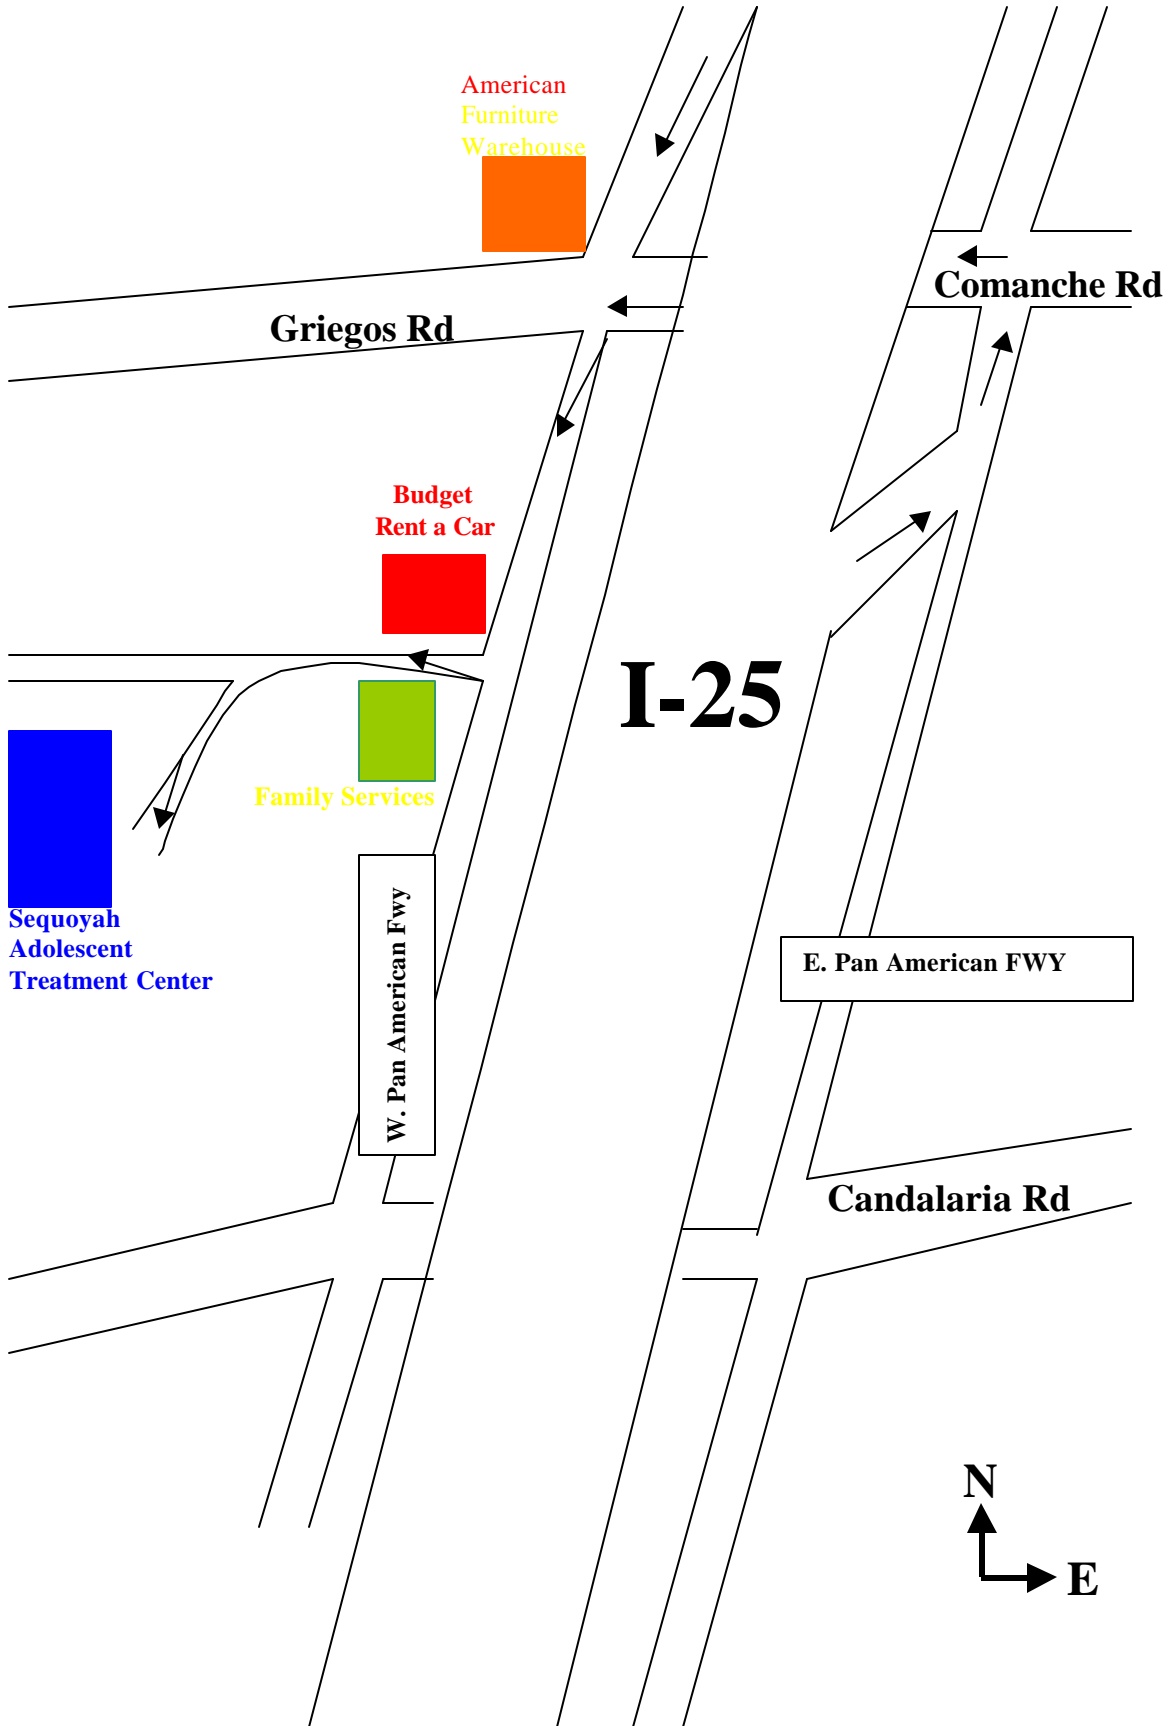 American
Furniture
Warehouse
Comanche Rd
Griegos Rd
Budget
Rent a Car
I-25
Family Services
Sequoyah
Adolescent
Treatment Center
W. Pan American Fwy
E. Pan American FWY
Candalaria Rd
N
E